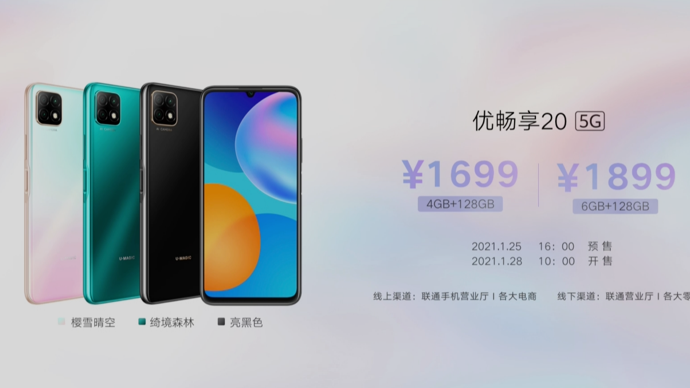 优畅享20 5G
¥1699 ¥1899
4GB+128GB 6GB+128GB
2021.1.25 16：00 预售
2021.1.28 10：00 开售
线上渠道：联通手机营业厅 I 各大电商 线下渠道：联通营业厅 I 各大零
U-MAGIC
樱雪晴空 绮境森林 亮黑色